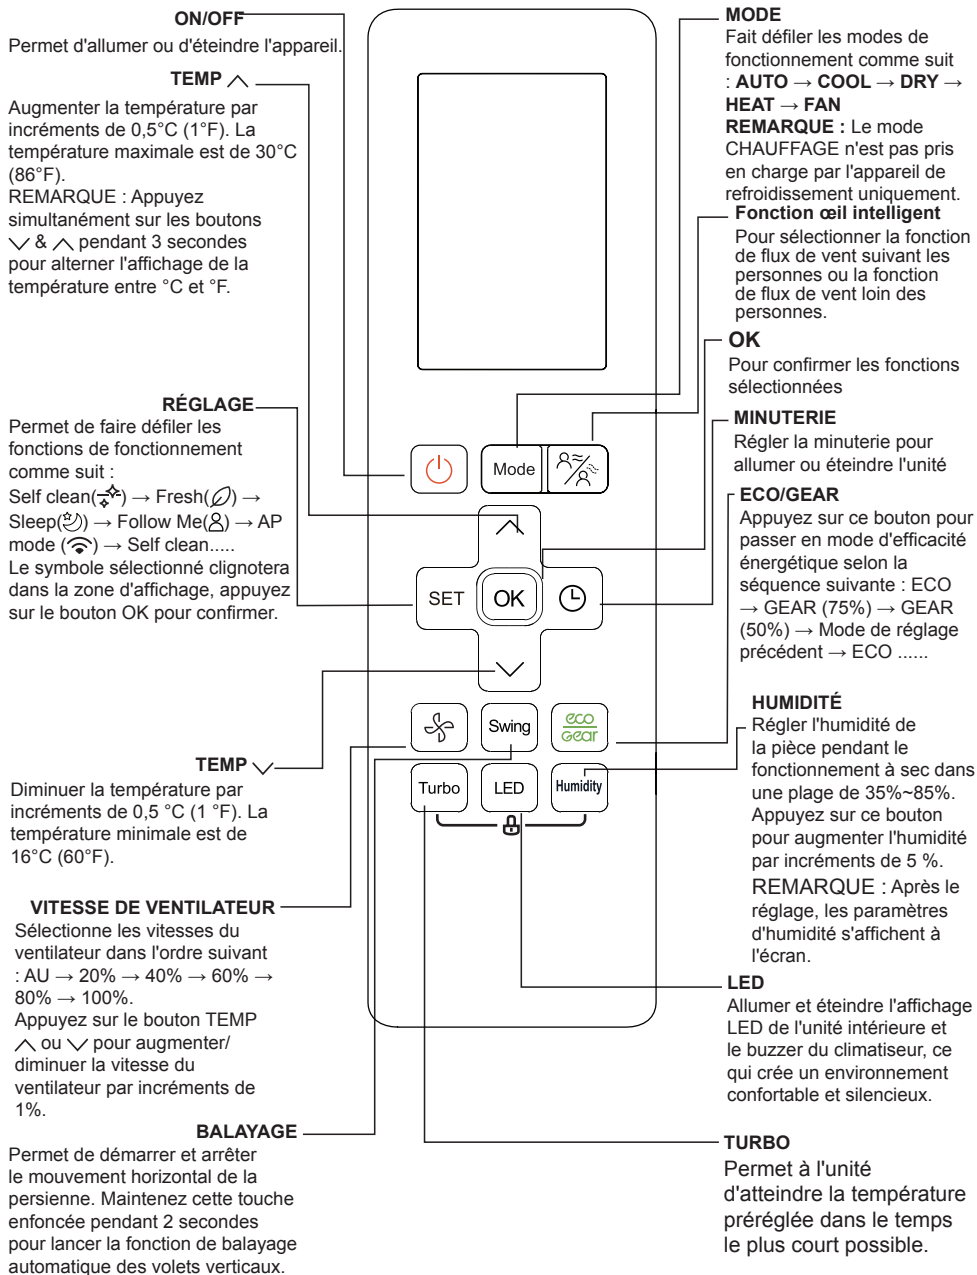 ON/OFF
Permet d'allumer ou d'éteindre l'appareil.
TEMP
Augmenter la température par
incréments de 0,5°C (1°F). La
température maximale est de 30°C
(86°F).
REMARQUE : Appuyez
simultanément sur les boutons
& pendant 3 secondes
pour alterner l'affichage de la
température entre °C et °F.
RÉGLAGE
Permet de faire défiler les
fonctions de fonctionnement
comme suit :
Self clean( ) → Fresh( ) →
Sleep( ) → Follow Me( ) → AP
mode ( ) → Self clean.....
Le symbole sélectionné clignotera
dans la zone d'affichage, appuyez
sur le bouton OK pour confirmer.
TEMP
Diminuer la température par
incréments de 0,5 °C (1 °F). La
température minimale est de
16°C (60°F).
VITESSE DE VENTILATEUR
Sélectionne les vitesses du
ventilateur dans l'ordre suivant
: AU → 20% → 40% → 60% →
80% → 100%.
Appuyez sur le bouton TEMP
ou pour augmenter/
diminuer la vitesse du
ventilateur par incréments de
1%.
BALAYAGE
Permet de démarrer et arrêter
le mouvement horizontal de la
persienne. Maintenez cette touche
enfoncée pendant 2 secondes
pour lancer la fonction de balayage
automatique des volets verticaux.
Mode
SET
OK
Swing
eco
Gear
Turbo
LED
Humidity
MODE
Fait défiler les modes de
fonctionnement comme suit
: AUTO → COOL → DRY →
HEAT → FAN
REMARQUE : Le mode
CHAUFFAGE n'est pas pris
en charge par l'appareil de
refroidissement uniquement.
Fonction œil intelligent
Pour sélectionner la fonction
de flux de vent suivant les
personnes ou la fonction
de flux de vent loin des
personnes.
OK
Pour confirmer les fonctions
sélectionnées
MINUTERIE
Régler la minuterie pour
allumer ou éteindre l'unité
ECO/GEAR
Appuyez sur ce bouton pour
passer en mode d'efficacité
énergétique selon la
séquence suivante : ECO
→ GEAR (75%) → GEAR
(50%) → Mode de réglage
précédent → ECO ......
HUMIDITÉ
Régler l'humidité de
la pièce pendant le
fonctionnement à sec dans
une plage de 35%~85%.
Appuyez sur ce bouton
pour augmenter l'humidité
par incréments de 5 %.
REMARQUE : Après le
réglage, les paramètres
d'humidité s'affichent à
l'écran.
LED
Allumer et éteindre l'affichage
LED de l'unité intérieure et
le buzzer du climatiseur, ce
qui crée un environnement
confortable et silencieux.
TURBO
Permet à l'unité
d'atteindre la température
préréglée dans le temps
le plus court possible.